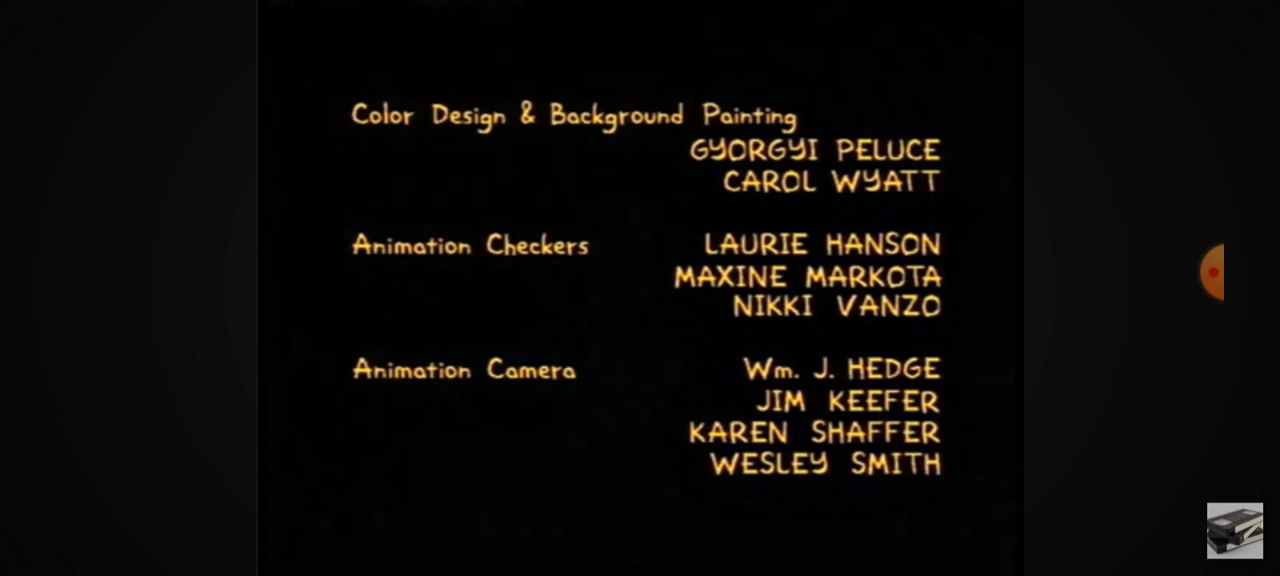 Color Design & Background Painting
GYORGYI PELUCE
CAROL WYATT
Animation Checkers LAURIE HANSON
MAXINE MARKOTA
NIKKI VANZO
Animation Camera Wm. J. HEDGE
JIM KEEFER
KAREN SHAFFER
WESLEY SMITH